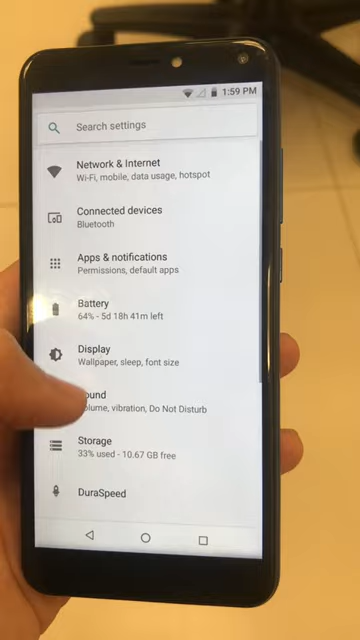 1:59 PM
Search settings
Network & Internet
Wi-Fi, mobile, data usage, hotspot
Connected devices
Bluetooth
Apps & notifications
Permissions, default apps
Battery
64% - 5d 18h 41m left
Display
Wallpaper, sleep, font size
ound
olume, vibration, Do Not Disturb
Storage
33% used - 10.67 GB free
DuraSpeed